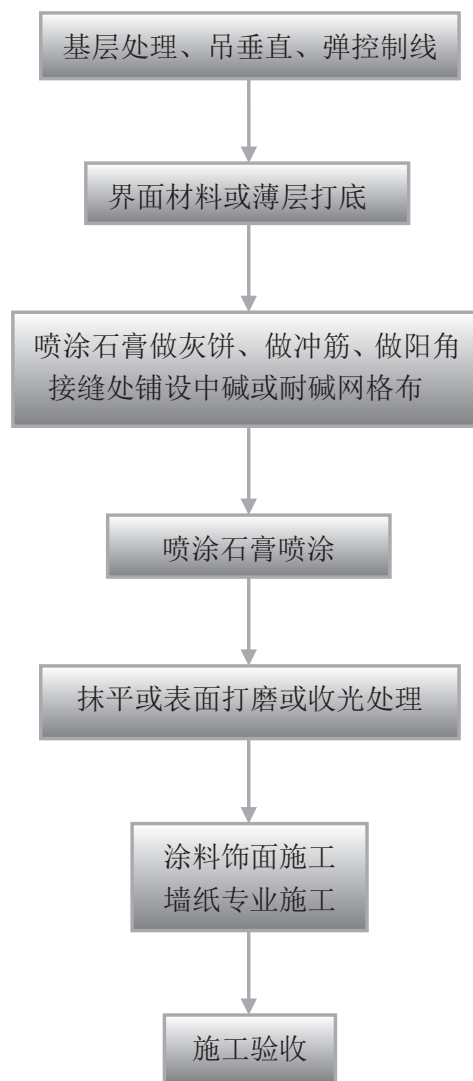 基层处理、吊垂直、弹控制线
界面材料或薄层打底
喷涂石膏做灰饼、做冲筋、做阳角
接缝处铺设中碱或耐碱网格布
喷涂石膏喷涂
抹平或表面打磨或收光处理
涂料饰面施工
墙纸专业施工
施工验收